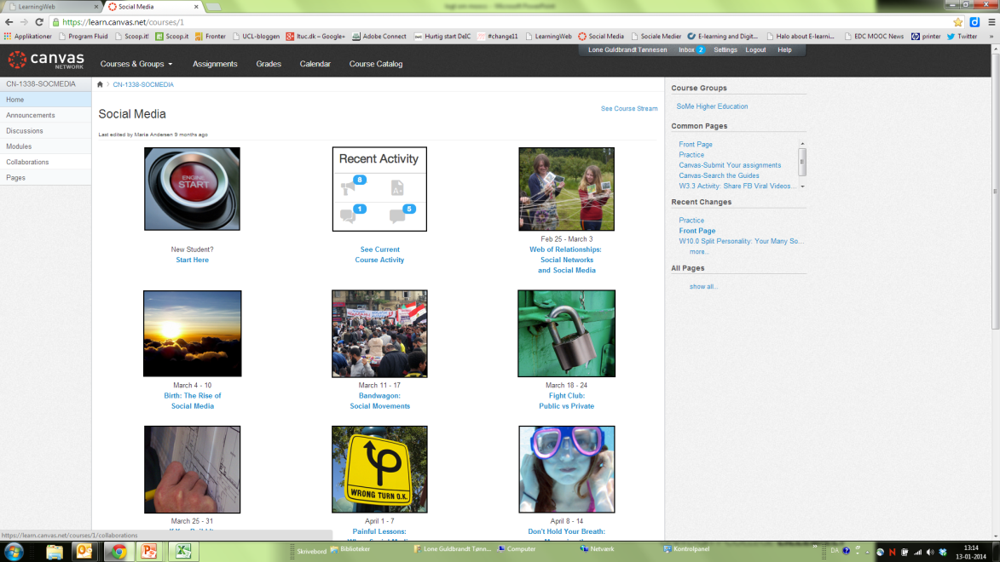 LearningWeb
Social Media
https://learn.canvas.net/courses/1
Applikationer
Program Fluid
Scoop.it!
Scoop.it
Fronter
UCL-bloggen
ltuc.dk – Google+
Adobe Connect
Hurtig start DeIC
#change11
LearningWeb
Social Media
Sociale Medier
E-learning and Digit...
Halo about E-learni...
EDC MOOC News
printer
Twitter
»
canvas
NETWORK
Courses & Groups
Assignments
Grades
Calendar
Course Catalog
Lone Guldbrandt Tønnesen
Inbox 2
Settings
Logout
Help
CN-1338-SOCMEDIA
Home
Announcements
Discussions
Modules
Collaborations
Pages
CN-1338-SOCMEDIA
Social Media
See Course Stream
Last edited by Maria Andersen 9 months ago
ENGINE
START
New Student?
Start Here
Recent Activity
8
A+
1
5
See Current
Course Activity
Feb 25 - March 3
Web of Relationships:
Social Networks
and Social Media
March 4 - 10
Birth: The Rise of
Social Media
March 11 - 17
Bandwagon:
Social Movements
March 18 - 24
Fight Club:
Public vs Private
March 25 - 31
WRONG TURN O.K.
April 1 - 7
Painful Lessons:
April 8 - 14
Don't Hold Your Breath:
Course Groups
SoMe Higher Education
Common Pages
Front Page
Practice
Canvas-Submit Your assignments
Canvas-Search the Guides
W3.3 Activity: Share FB Viral Videos...
Recent Changes
Practice
Front Page
W10.0 Split Personality: Your Many So...
more...
All Pages
show all...
https://learn.canvas.net/courses/1/collaborations
Skrivebord
Biblioteker
Lone Guldbrandt Tønn...
Computer
Netværk
Kontrolpanel
»
DA
13:14
13-01-2014